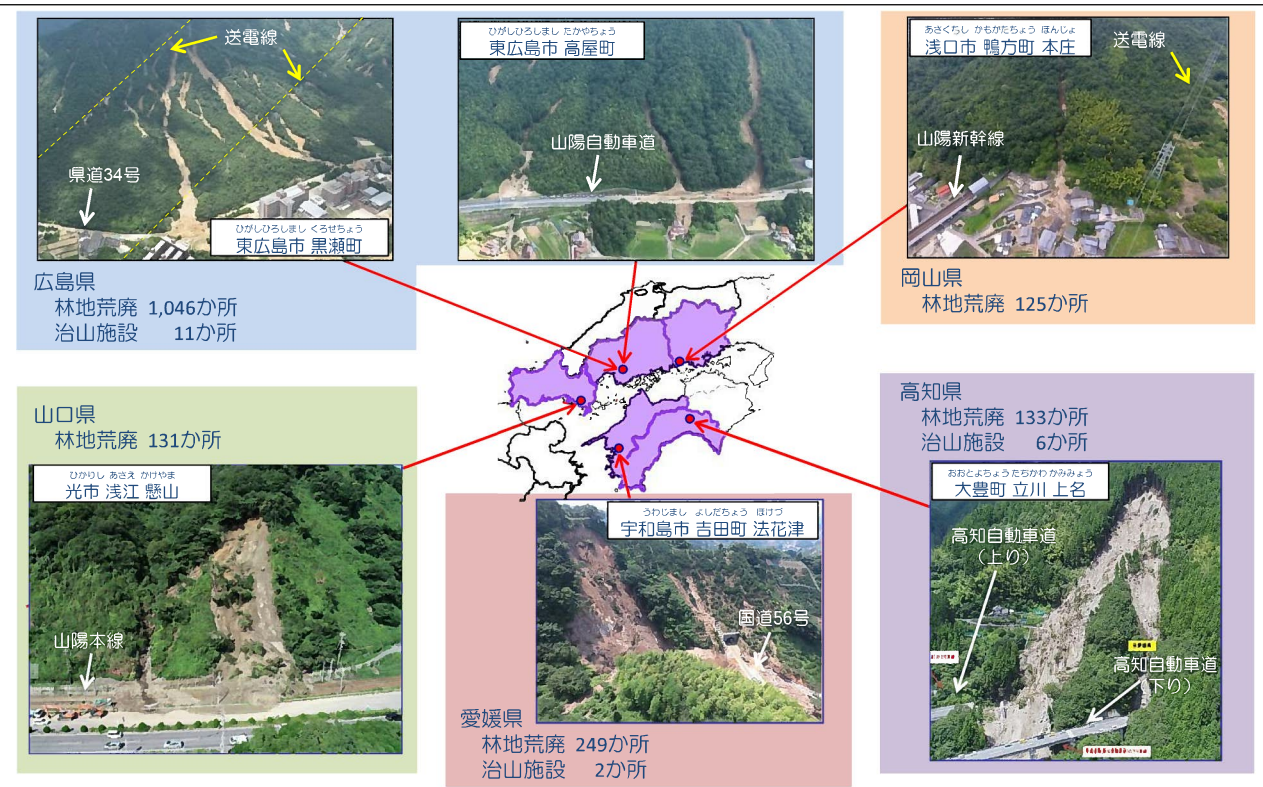 送電線
県道34号
ひがしひろしまし くろせちょう
東広島市 黒瀬町
ひがしひろしまし たかやちょう
東広島市 高屋町
山陽自動車道
広島県
林地荒廃 1,046か所
治山施設 11か所
あさくちし かもがたちょう ほんじょ
浅口市 鴨方町 本庄
送電線
山陽新幹線
岡山県
林地荒廃 125か所
山口県
林地荒廃 131か所
ひかりし あさえ かけやま
光市 浅江 懸山
山陽本線
うわじまし よしだちょう ほけづ
宇和島市 吉田町 法花津
国道56号
愛媛県
林地荒廃 249か所
治山施設 2か所
高知県
林地荒廃 133か所
治山施設 6か所
おおとよちょう たちかわ かみみょう
大豊町 立川 上名
高知自動車道
（上り）
高知自動車道
（下り）